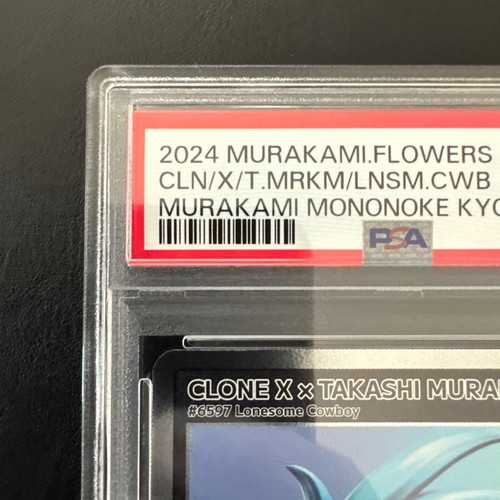 2024 MURAKAMI.FLOWERS
CLN/X/T.MRKM/LNSM.CWB
MURAKAMI MONONOKE KYO
PSA
CLONE X × TAKASHI MURA
#6597 Lonesome Cowboy